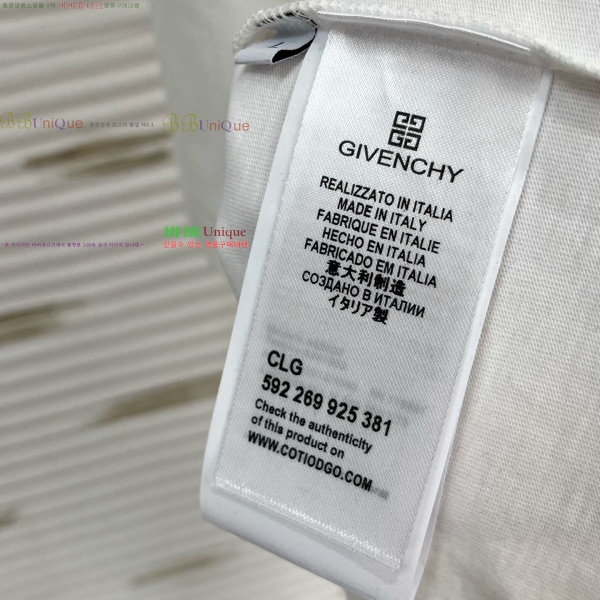 BBUniQue
BBUniQue
Unique
GIVENCHY
REALIZZATO IN ITALIA
MADE IN ITALY
FABRIQUE EN ITALIE
HECHO EN ITALIA
FABRICADO EM ITALIA
意大利制造
СОЗДАНО В ИТАЛИИ
イタリア製
CLG
592 269 925 381
Check the authenticity
of this product on
WWW.COTIODGO.COM